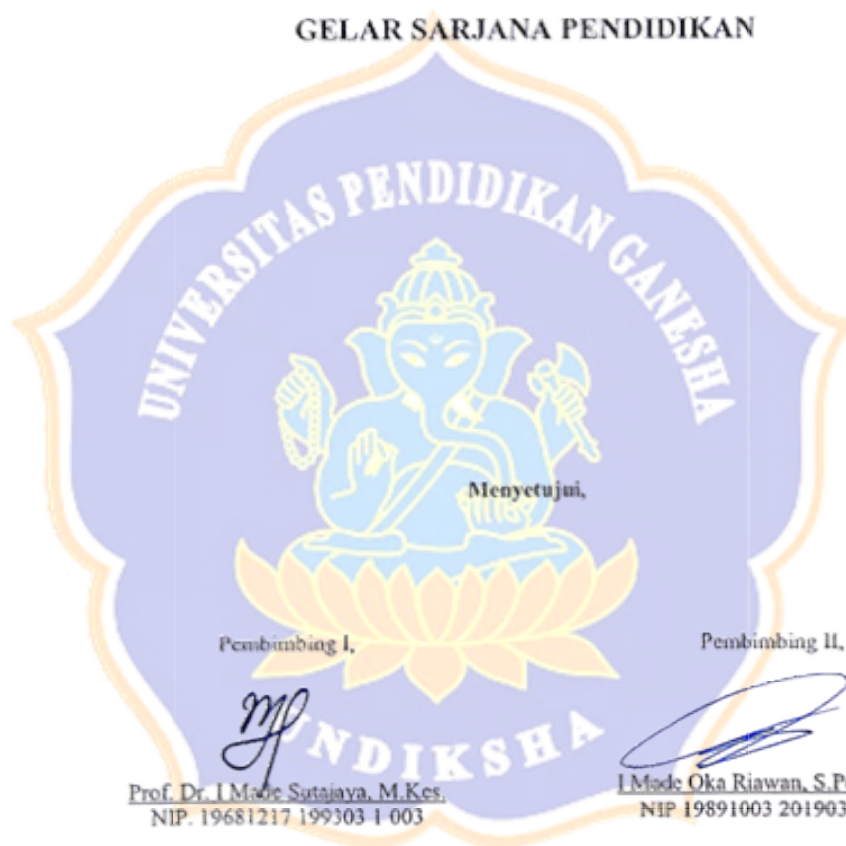 GELAR SARJANA PENDIDIKAN
UNIVERSITAS PENDIDIKAN GANESHA
Menyetujui,
Pembimbing I,
Pembimbing II,
UNDIKSHA
Prof. Dr. I Made Sutajaya, M.Kes.
NIP. 19681217 199303 1 003
I Made Oka Riawan, S.P
NIP 19891003 201903